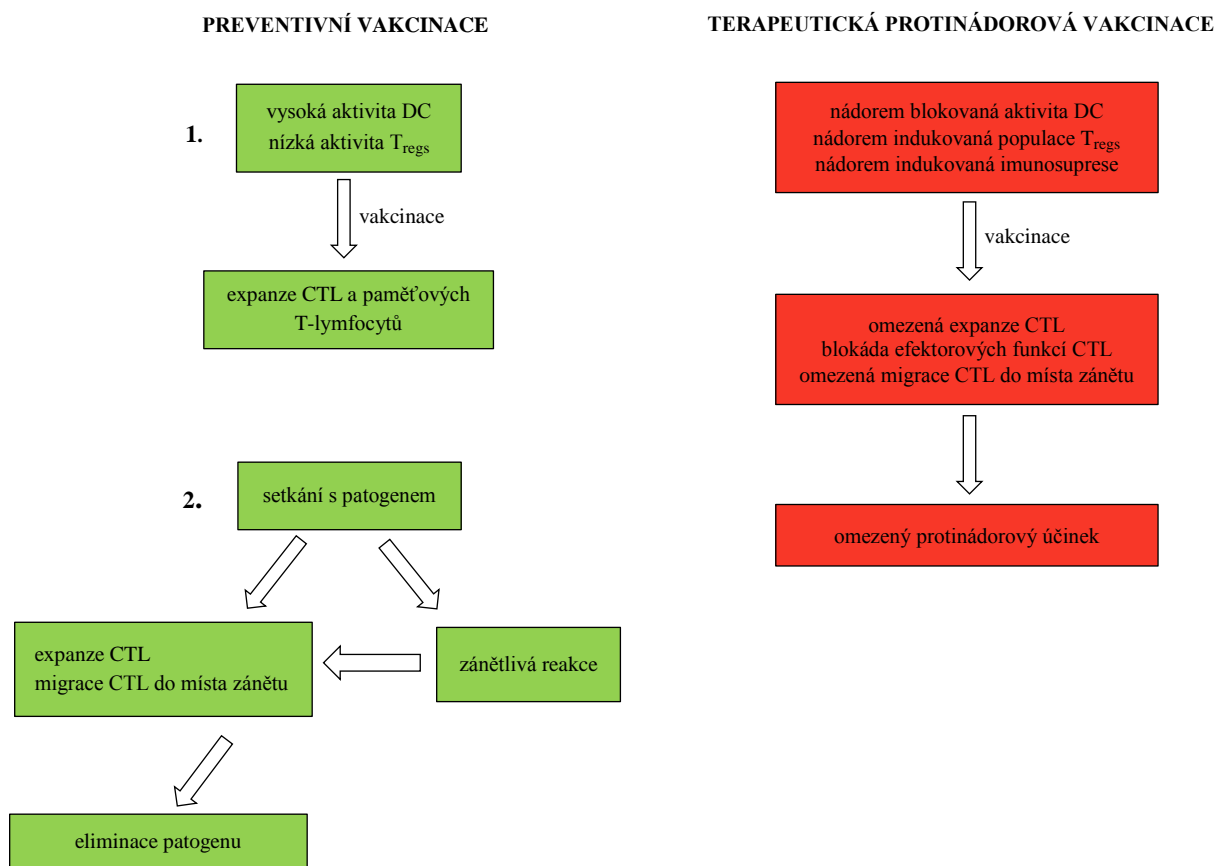 PREVENTIVNÍ VAKCINACE
1.
vysoká aktivita DC
nízká aktivita Tregs
vakcinace
expanze CTL a paměťových
T-lymfocytů
2.
setkání s patogenem
expanze CTL
migrace CTL do místa zánětu
zánětlivá reakce
eliminace patogenu
TERAPEUTICKÁ PROTINÁDOROVÁ VAKCINACE
nádorem blokovaná aktivita DC
nádorem indukovaná populace Tregs
nádorem indukovaná imunosuprese
vakcinace
omezená expanze CTL
blokáda efektorových funkcí CTL
omezená migrace CTL do místa zánětu
omezený protinádorový účinek